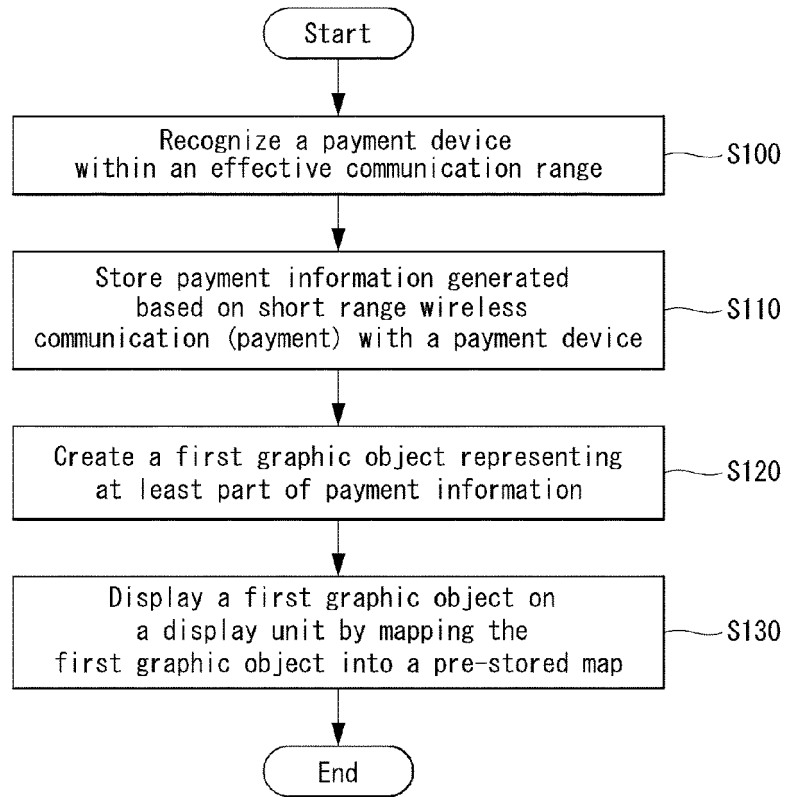 Start
Recognize a payment device
within an effective communication range
S100
Store payment information generated
based on short range wireless
communication (payment) with a payment device
S110
Create a first graphic object representing
at least part of payment information
S120
Display a first graphic object on
a display unit by mapping the
first graphic object into a pre-stored map
S130
End